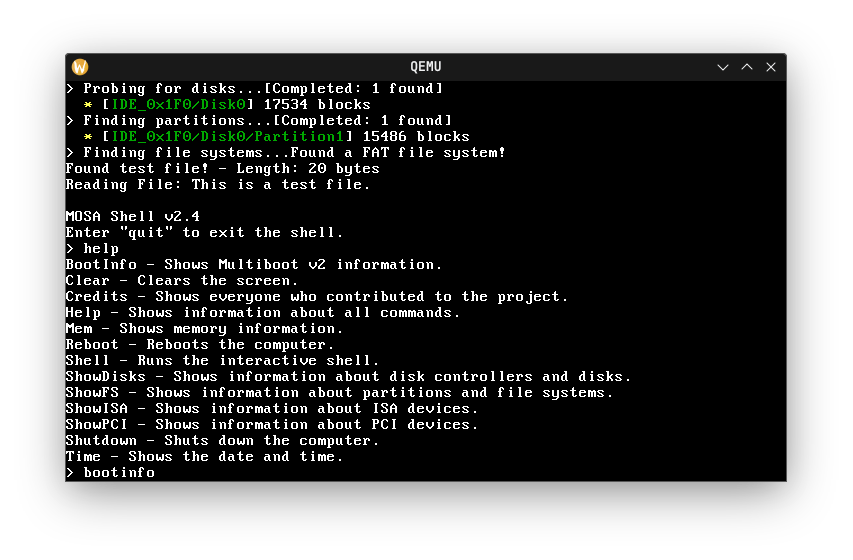 QEMU
> Probing for disks...[Completed: 1 found]
* [IDE_0x1F0/Disk0] 17534 blocks
> Finding partitions...[Completed: 1 found]
* [IDE_0x1F0/Disk0/Partition1] 15486 blocks
> Finding file systems...Found a FAT file system!
Found test file! - Length: 20 bytes
Reading File: This is a test file.
MOSA Shell v2.4
Enter "quit" to exit the shell.
> help
BootInfo - Shows Multiboot v2 information.
Clear - Clears the screen.
Credits - Shows everyone who contributed to the project.
Help - Shows information about all commands.
Mem - Shows memory information.
Reboot - Reboots the computer.
Shell - Runs the interactive shell.
ShowDisks - Shows information about disk controllers and disks.
ShowFS - Shows information about partitions and file systems.
ShowISA - Shows information about ISA devices.
ShowPCI - Shows information about PCI devices.
Shutdown - Shuts down the computer.
Time - Shows the date and time.
> bootinfo